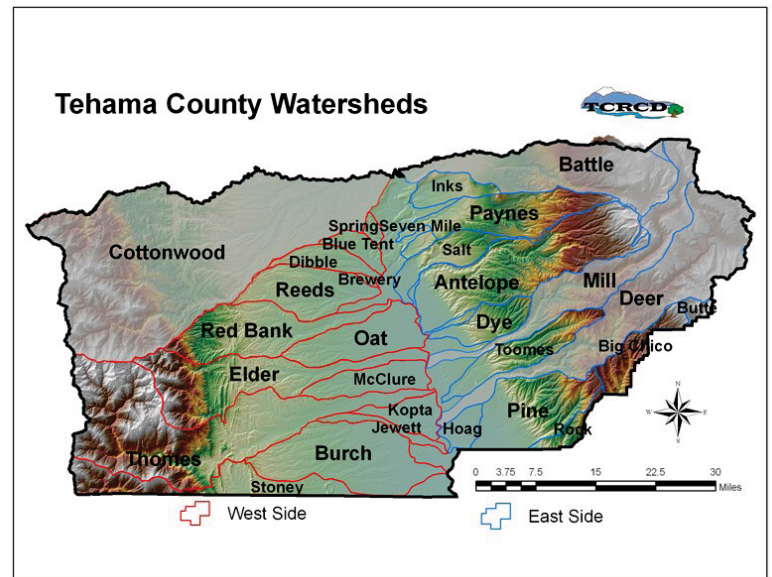 Tehama County Watersheds
TCRCD
Battle
Inks
Paynes
Spring
Seven Mile
Blue Tent
Cottonwood
Salt
Dibble
Brewery
Antelope
Mill
Reeds
Deer
Butte
Red Bank
Dye
Oat
Toomes
Big Chico
Elder
McClure
Kopta
Pine
Jewett
Hoag
Rock
Burch
Thomes
Stoney
N
W
E
S
0 3.75 7.5 15 22.5 30
Miles
West Side
East Side